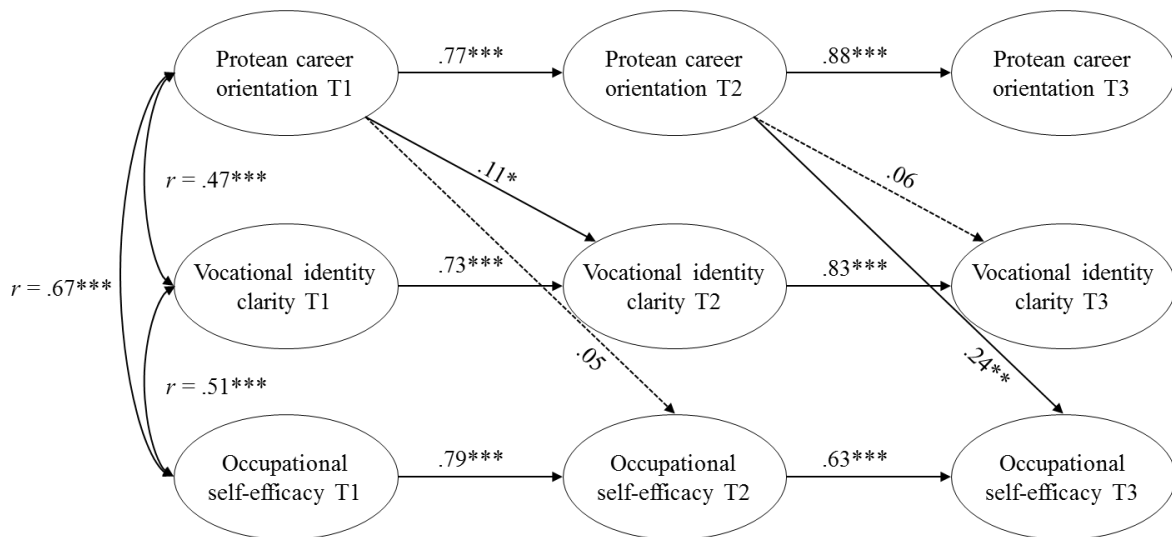 Protean career
orientation T1
.77***
Protean career
orientation T2
.88***
Protean career
orientation T3
r = .47***
.11*
.06
r = .67***
Vocational identity
clarity T1
.73***
Vocational identity
clarity T2
.83***
Vocational identity
clarity T3
r = .51***
.05
.24**
Occupational
self-efficacy T1
.79***
Occupational
self-efficacy T2
.63***
Occupational
self-efficacy T3